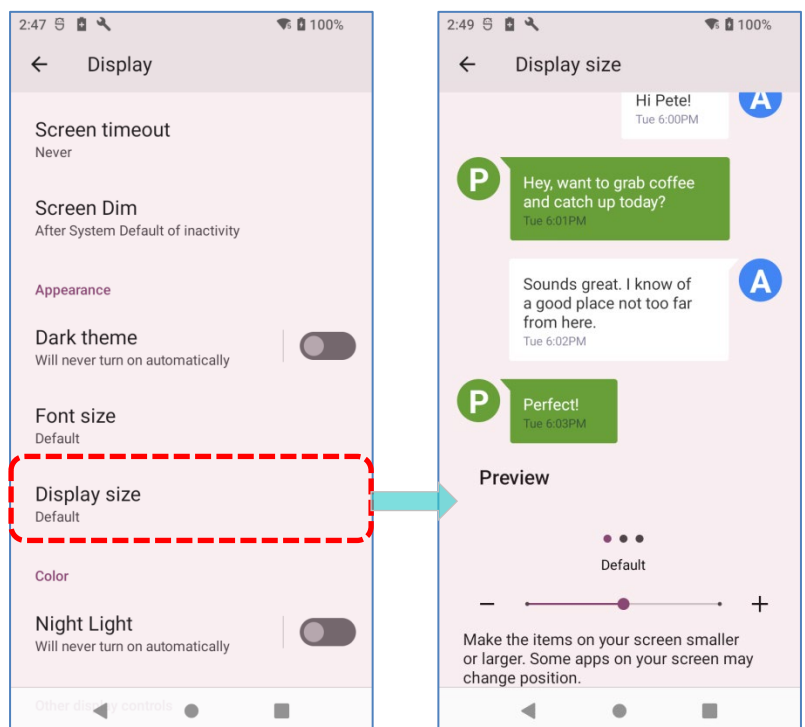 2:47 100%
Display
Screen timeout
Never
Screen Dim
After System Default of inactivity
Appearance
Dark theme
Will never turn on automatically
Font size
Default
Display size
Default
Color
Night Light
Will never turn on automatically
Other display controls
2:49 100%
Display size
Hi Pete!
Tue 6:00PM
A
P
Hey, want to grab coffee
and catch up today?
Tue 6:01PM
Sounds great. I know of
a good place not too far
from here.
Tue 6:02PM
A
P
Perfect!
Tue 6:03PM
Preview
Default
Make the items on your screen smaller
or larger. Some apps on your screen may
change position.